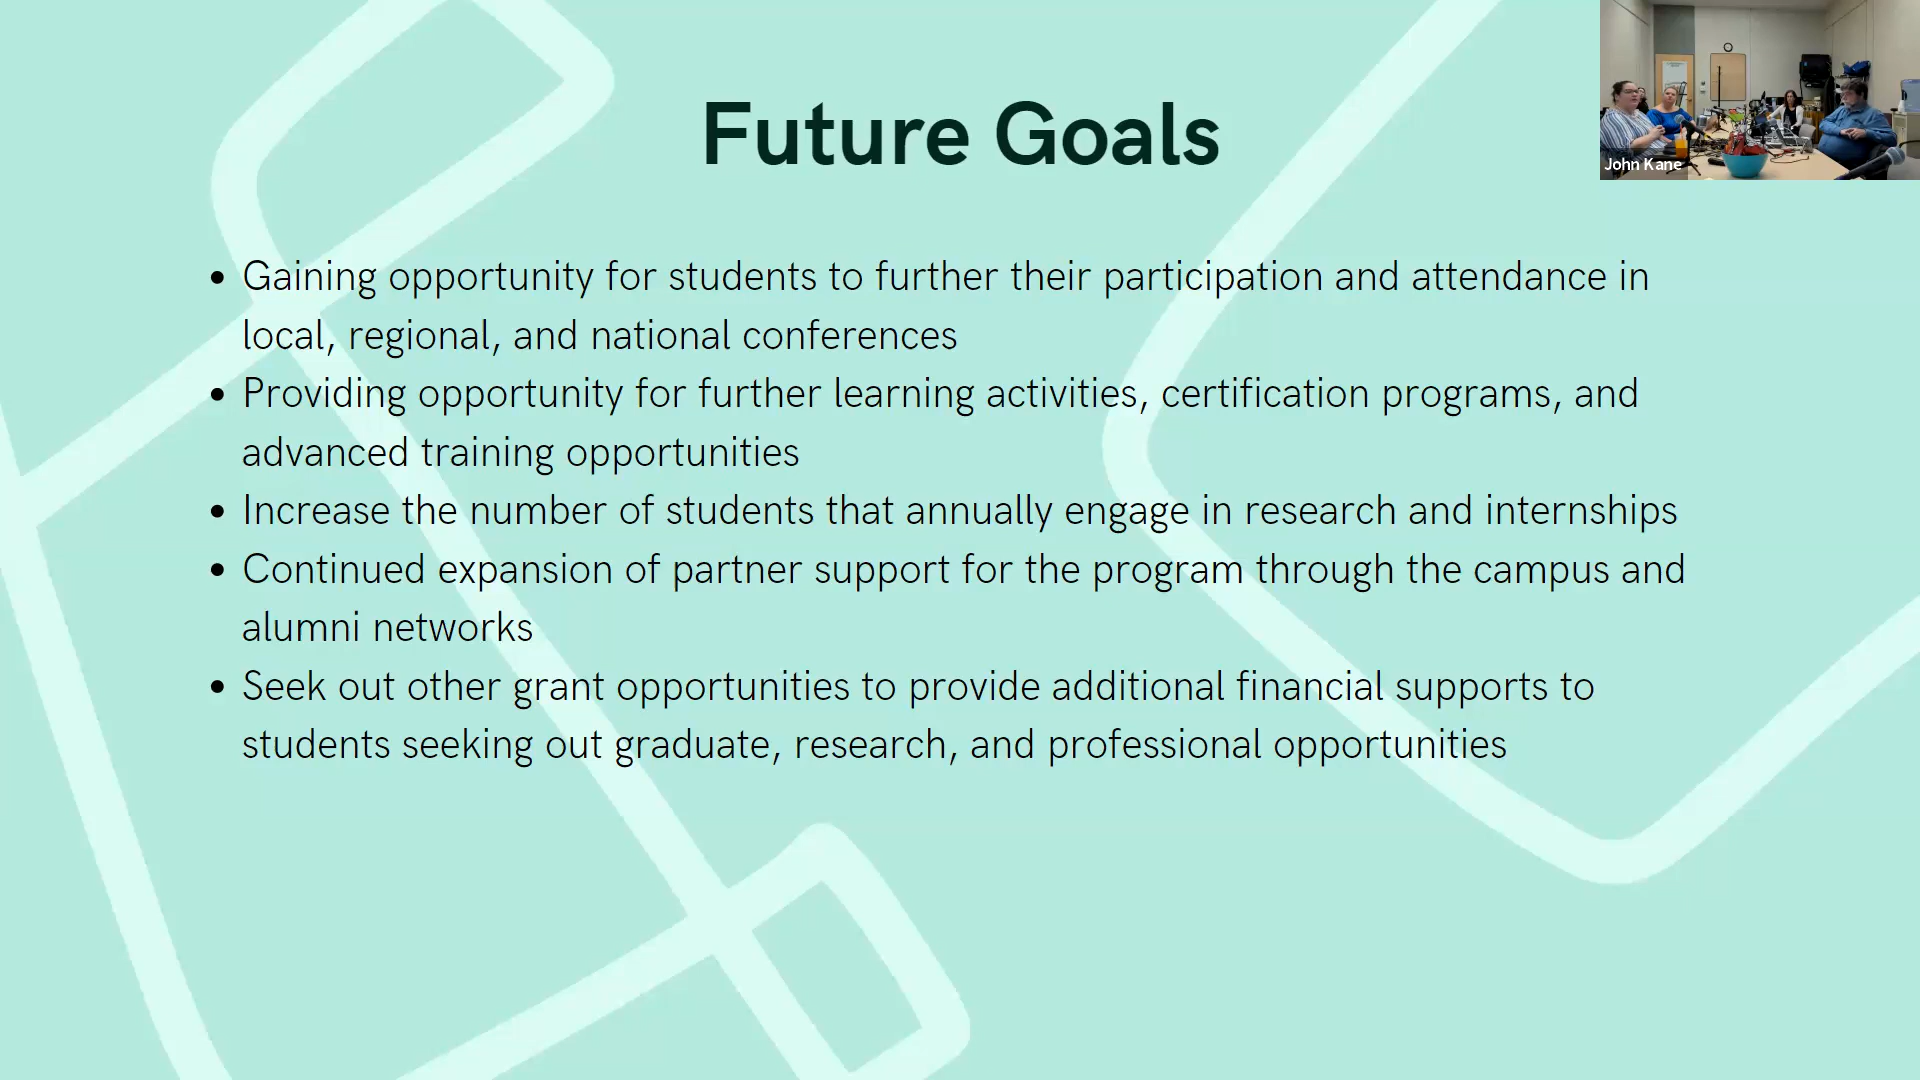 Future Goals
John Kane
• Gaining opportunity for students to further their participation and attendance in
local, regional, and national conferences
• Providing opportunity for further learning activities, certification programs, and
advanced training opportunities
• Increase the number of students that annually engage in research and internships
• Continued expansion of partner support for the program through the campus and
alumni networks
• Seek out other grant opportunities to provide additional financial supports to
students seeking out graduate, research, and professional opportunities